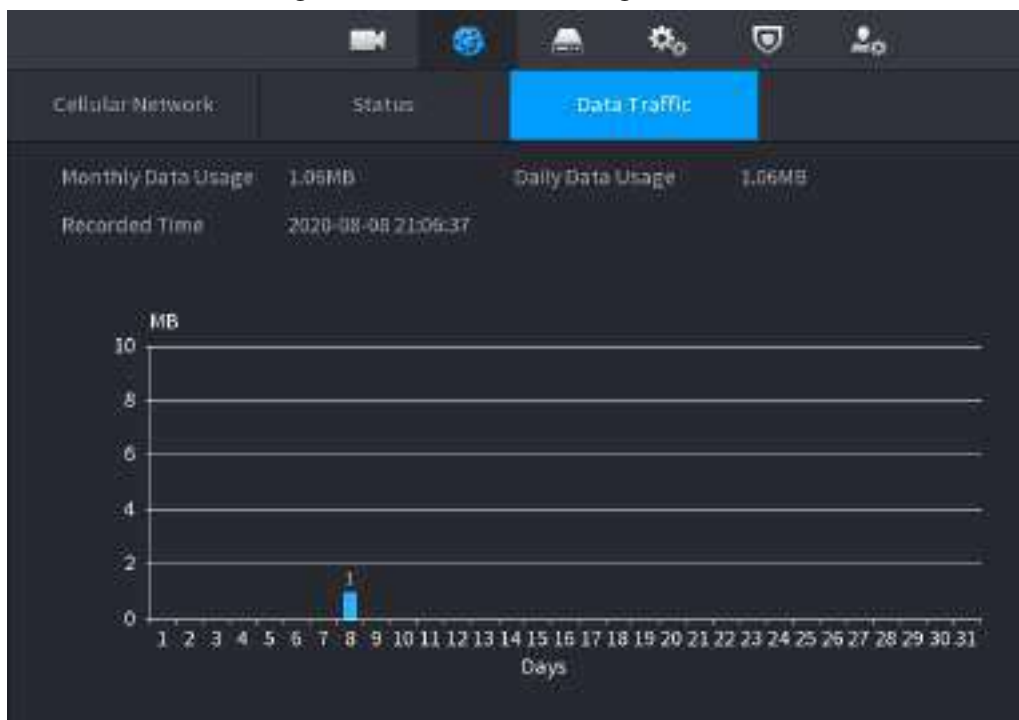 Cellular Network Status Data Traffic
Monthly Data Usage 1.06MB Daily Data Usage 1.06MB
Recorded Time 2020-08-08 21:06:37
MB
10
8
6
4
2
1
0
1 2 3 4 5 6 7 8 9 10 11 12 13 14 15 16 17 18 19 20 21 22 23 24 25 26 27 28 29 30 31
Days